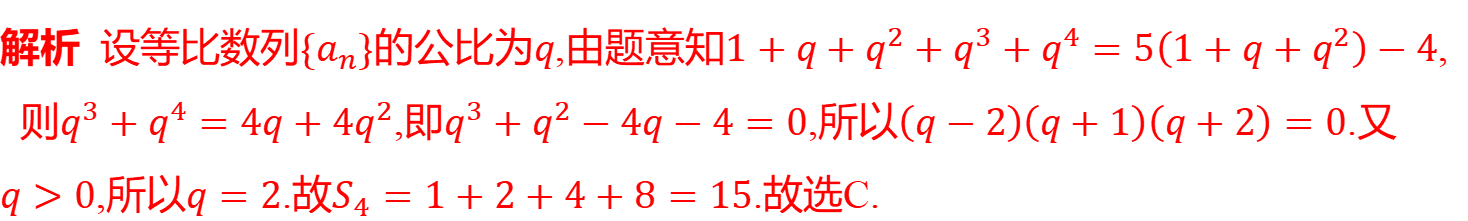 解析 设等比数列{aₙ}的公比为q,由题意知1 + q + q² + q³ + q⁴ = 5(1 + q + q²) − 4,
则q³ + q⁴ = 4q + 4q²,即q³ + q² − 4q − 4 = 0,所以(q − 2)(q + 1)(q + 2) = 0.又
q > 0,所以q = 2.故S₄ = 1 + 2 + 4 + 8 = 15.故选C.